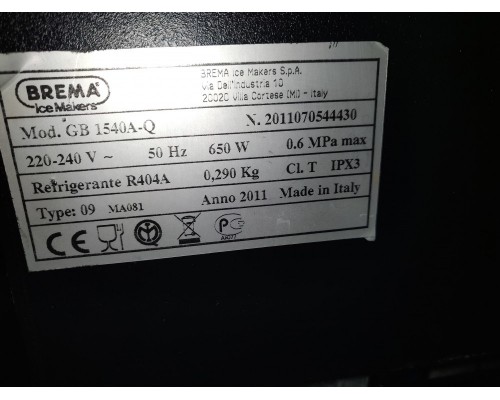 BREMA
Ice Makers
BREMA Ice Makers S.p.A.
Via Dell'Industria 10
20020 Villa Cortese (MI) - Italy
Mod. GB 1540A-Q N. 2011070544430
220-240 V ~ 50 Hz 650 W 0.6 MPa max
Refrigerante R404A 0,290 Kg Cl. T IPX3
Type: 09 MA081 Anno 2011 Made in Italy
CE